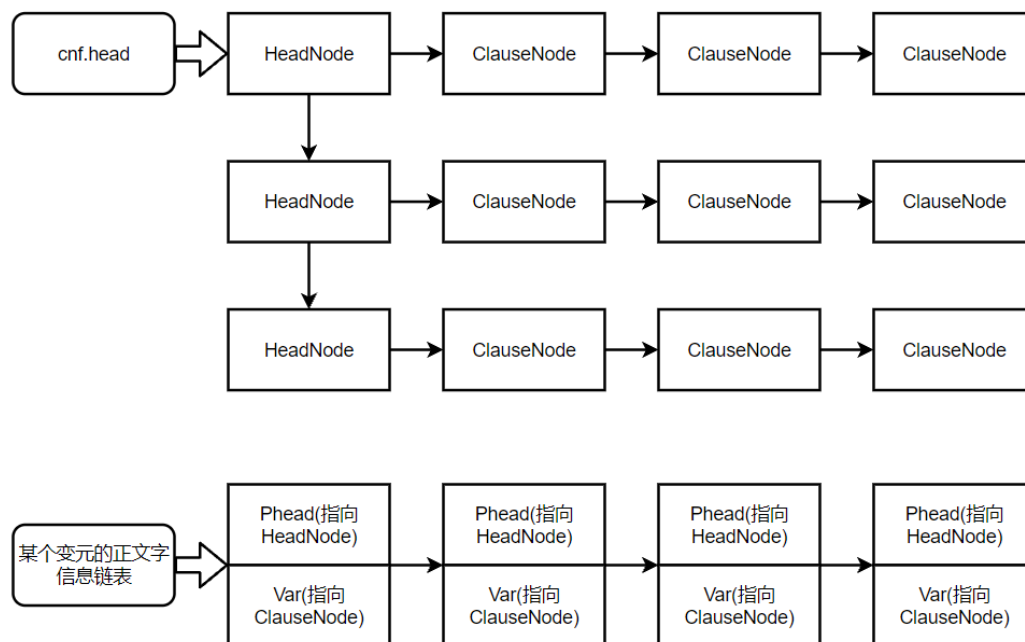 cnf.head
HeadNode
ClauseNode
ClauseNode
ClauseNode
HeadNode
ClauseNode
ClauseNode
ClauseNode
HeadNode
ClauseNode
ClauseNode
ClauseNode
某个变元的正文字
信息链表
Phead(指向
HeadNode)
Var(指向
ClauseNode)
Phead(指向
HeadNode)
Var(指向
ClauseNode)
Phead(指向
HeadNode)
Var(指向
ClauseNode)
Phead(指向
HeadNode)
Var(指向
ClauseNode)